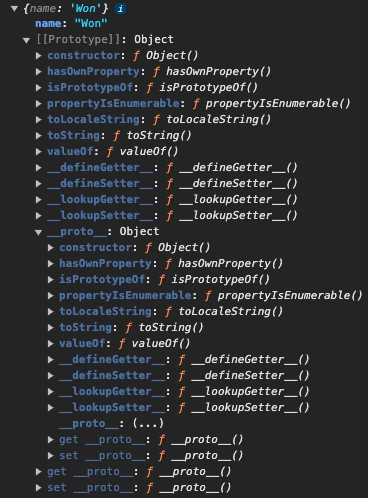 {name: 'Won'} i
name: "Won"
[[Prototype]]: Object
constructor: ƒ Object()
hasOwnProperty: ƒ hasOwnProperty()
isPrototypeOf: ƒ isPrototypeOf()
propertyIsEnumerable: ƒ propertyIsEnumerable()
toLocaleString: ƒ toLocaleString()
toString: ƒ toString()
valueOf: ƒ valueOf()
__defineGetter__: ƒ __defineGetter__()
__defineSetter__: ƒ __defineSetter__()
__lookupGetter__: ƒ __lookupGetter__()
__lookupSetter__: ƒ __lookupSetter__()
__proto__: Object
constructor: ƒ Object()
hasOwnProperty: ƒ hasOwnProperty()
isPrototypeOf: ƒ isPrototypeOf()
propertyIsEnumerable: ƒ propertyIsEnumerable()
toLocaleString: ƒ toLocaleString()
toString: ƒ toString()
valueOf: ƒ valueOf()
__defineGetter__: ƒ __defineGetter__()
__defineSetter__: ƒ __defineSetter__()
__lookupGetter__: ƒ __lookupGetter__()
__lookupSetter__: ƒ __lookupSetter__()
__proto__: (...)
get __proto__: ƒ __proto__()
set __proto__: ƒ __proto__()
get __proto__: ƒ __proto__()
set __proto__: ƒ __proto__()